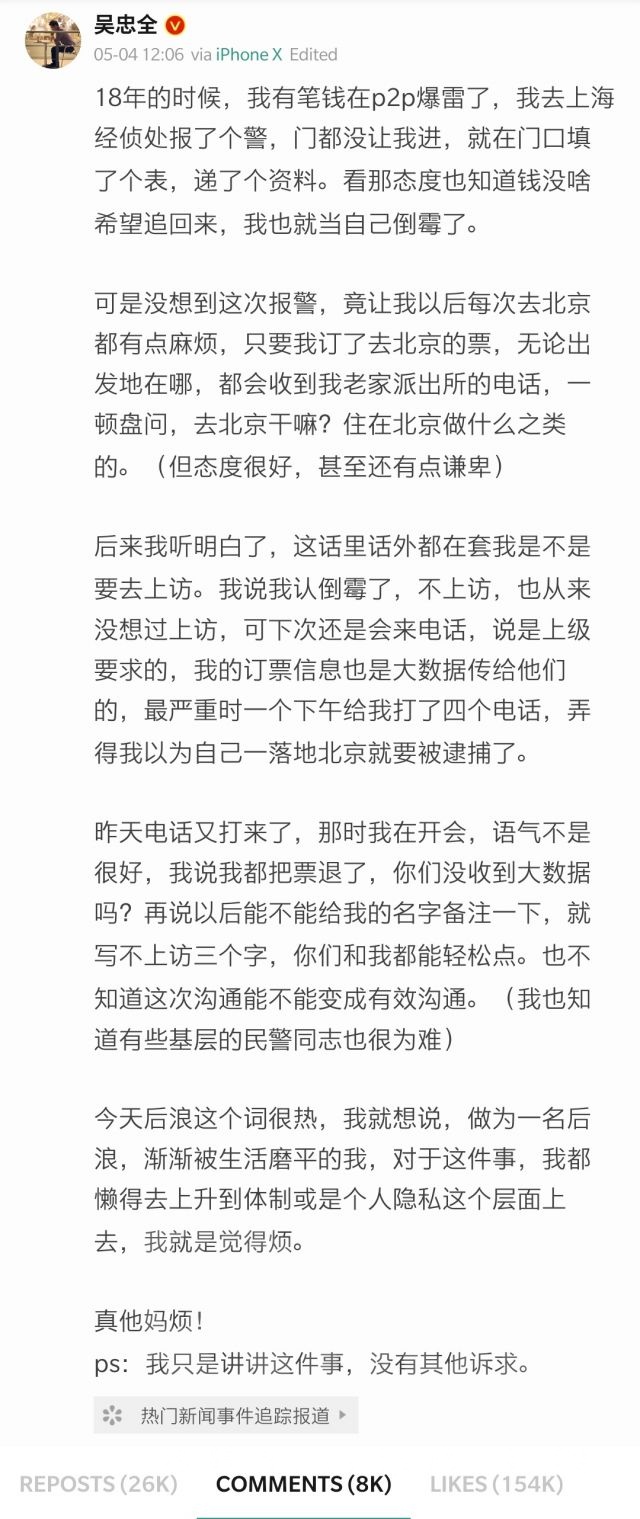 吴忠全
05-04 12:06 via iPhone X Edited
18年的时候，我有笔钱在p2p爆雷了，我去上海
经侦处报了个警，门都没让我进，就在门口填
了个表，递了个资料。看那态度也知道钱没啥
希望追回来，我也就当自己倒霉了。
可是没想到这次报警，竟让我以后每次去北京
都有点麻烦，只要我订了去北京的票，无论出
发地在哪，都会收到我老家派出所的电话，一
顿盘问，去北京干嘛？住在北京做什么之类
的。（但态度很好，甚至还有点谦卑）
后来我听明白了，这话里话外都在套我是不是
要去上访。我说我认倒霉了，不上访，也从来
没想过上访，可下次还是会来电话，说是上级
要求的，我的订票信息也是大数据传给他们
的，最严重时一个下午给我打了四个电话，弄
得我以为自己一落地北京就要被逮捕了。
昨天电话又打来了，那时我在开会，语气不是
很好，我说我都把票退了，你们没收到大数据
吗？再说以后能不能给我的名字备注一下，就
写不上访三个字，你们和我都能轻松点。也不
知道这次沟通能不能变成有效沟通。（我也知
道有些基层的民警同志也很为难）
今天后浪这个词很热，我就想说，做为一名后
浪，渐渐被生活磨平的我，对于这件事，我都
懒得去上升到体制或是个人隐私这个层面上
去，我就是觉得烦。
真他妈烦！
ps：我只是讲讲这件事，没有其他诉求。
热门新闻事件追踪报道
REPOSTS (26K) COMMENTS (8K) LIKES (154K)